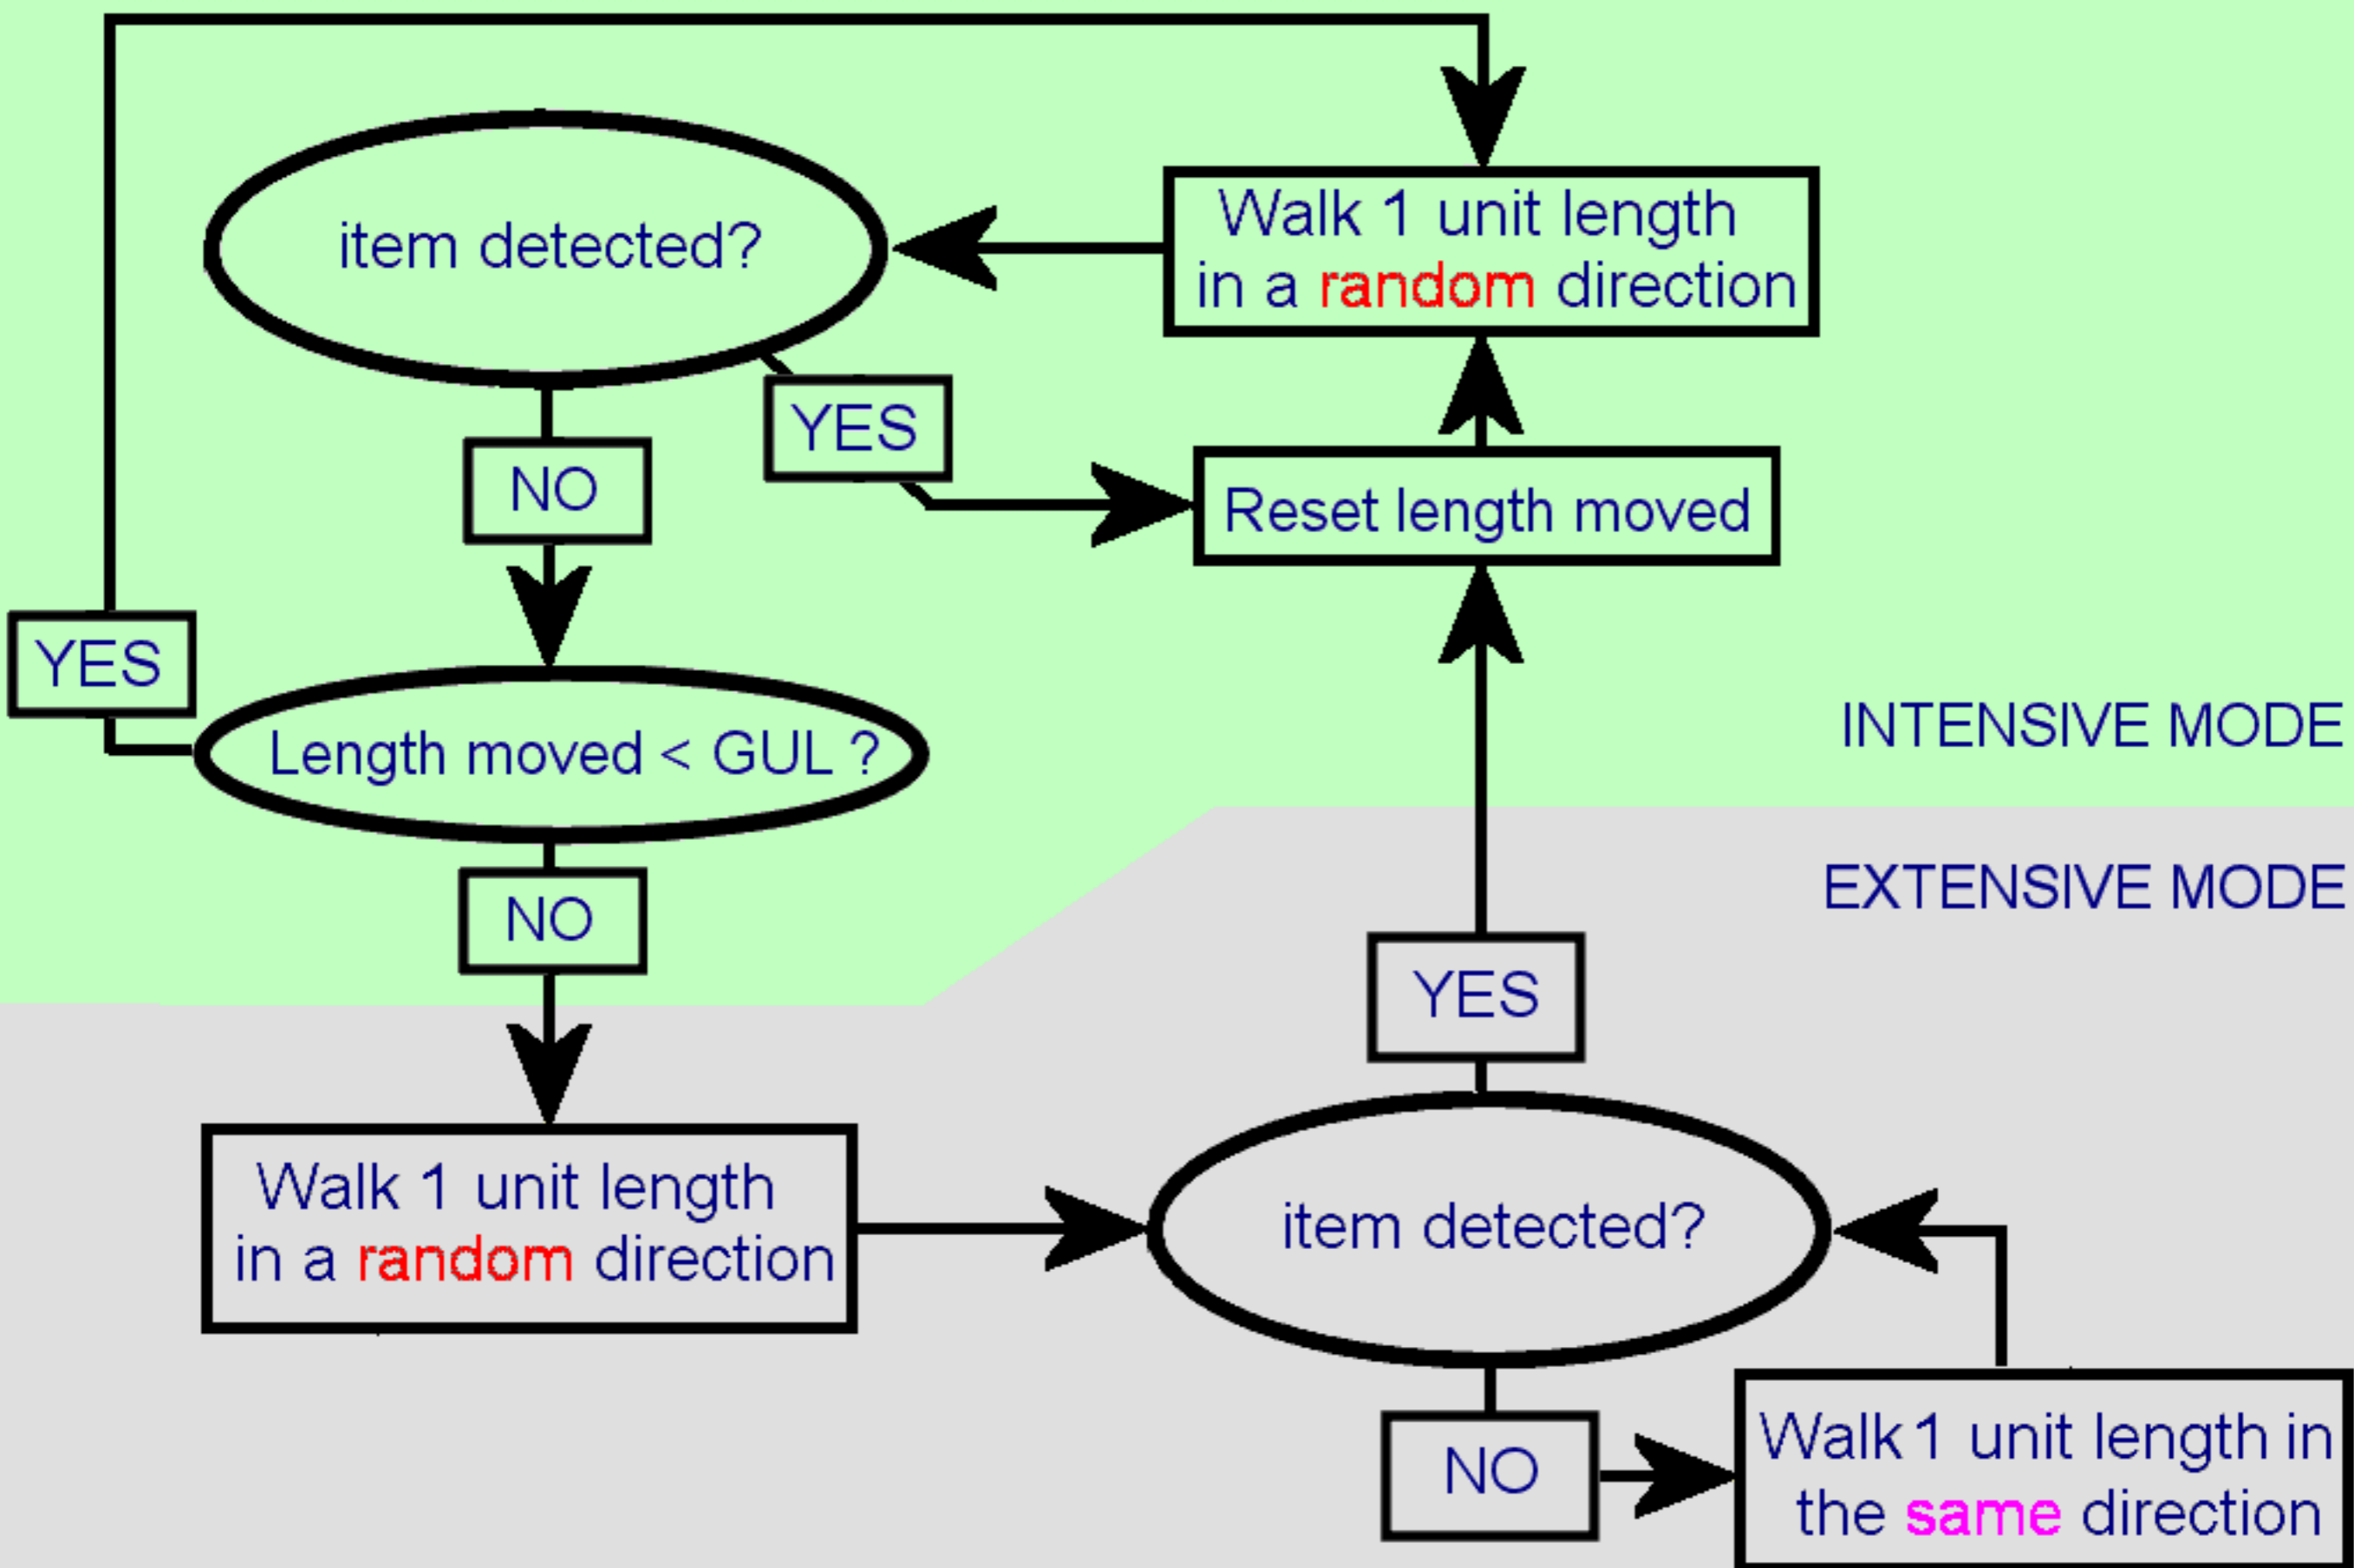 Walk 1 unit length
in a random direction
item detected?
YES
NO
Reset length moved
YES
Length moved < GUL ?
INTENSIVE MODE
NO
EXTENSIVE MODE
YES
Walk 1 unit length
in a random direction
item detected?
NO
Walk 1 unit length in
the same direction